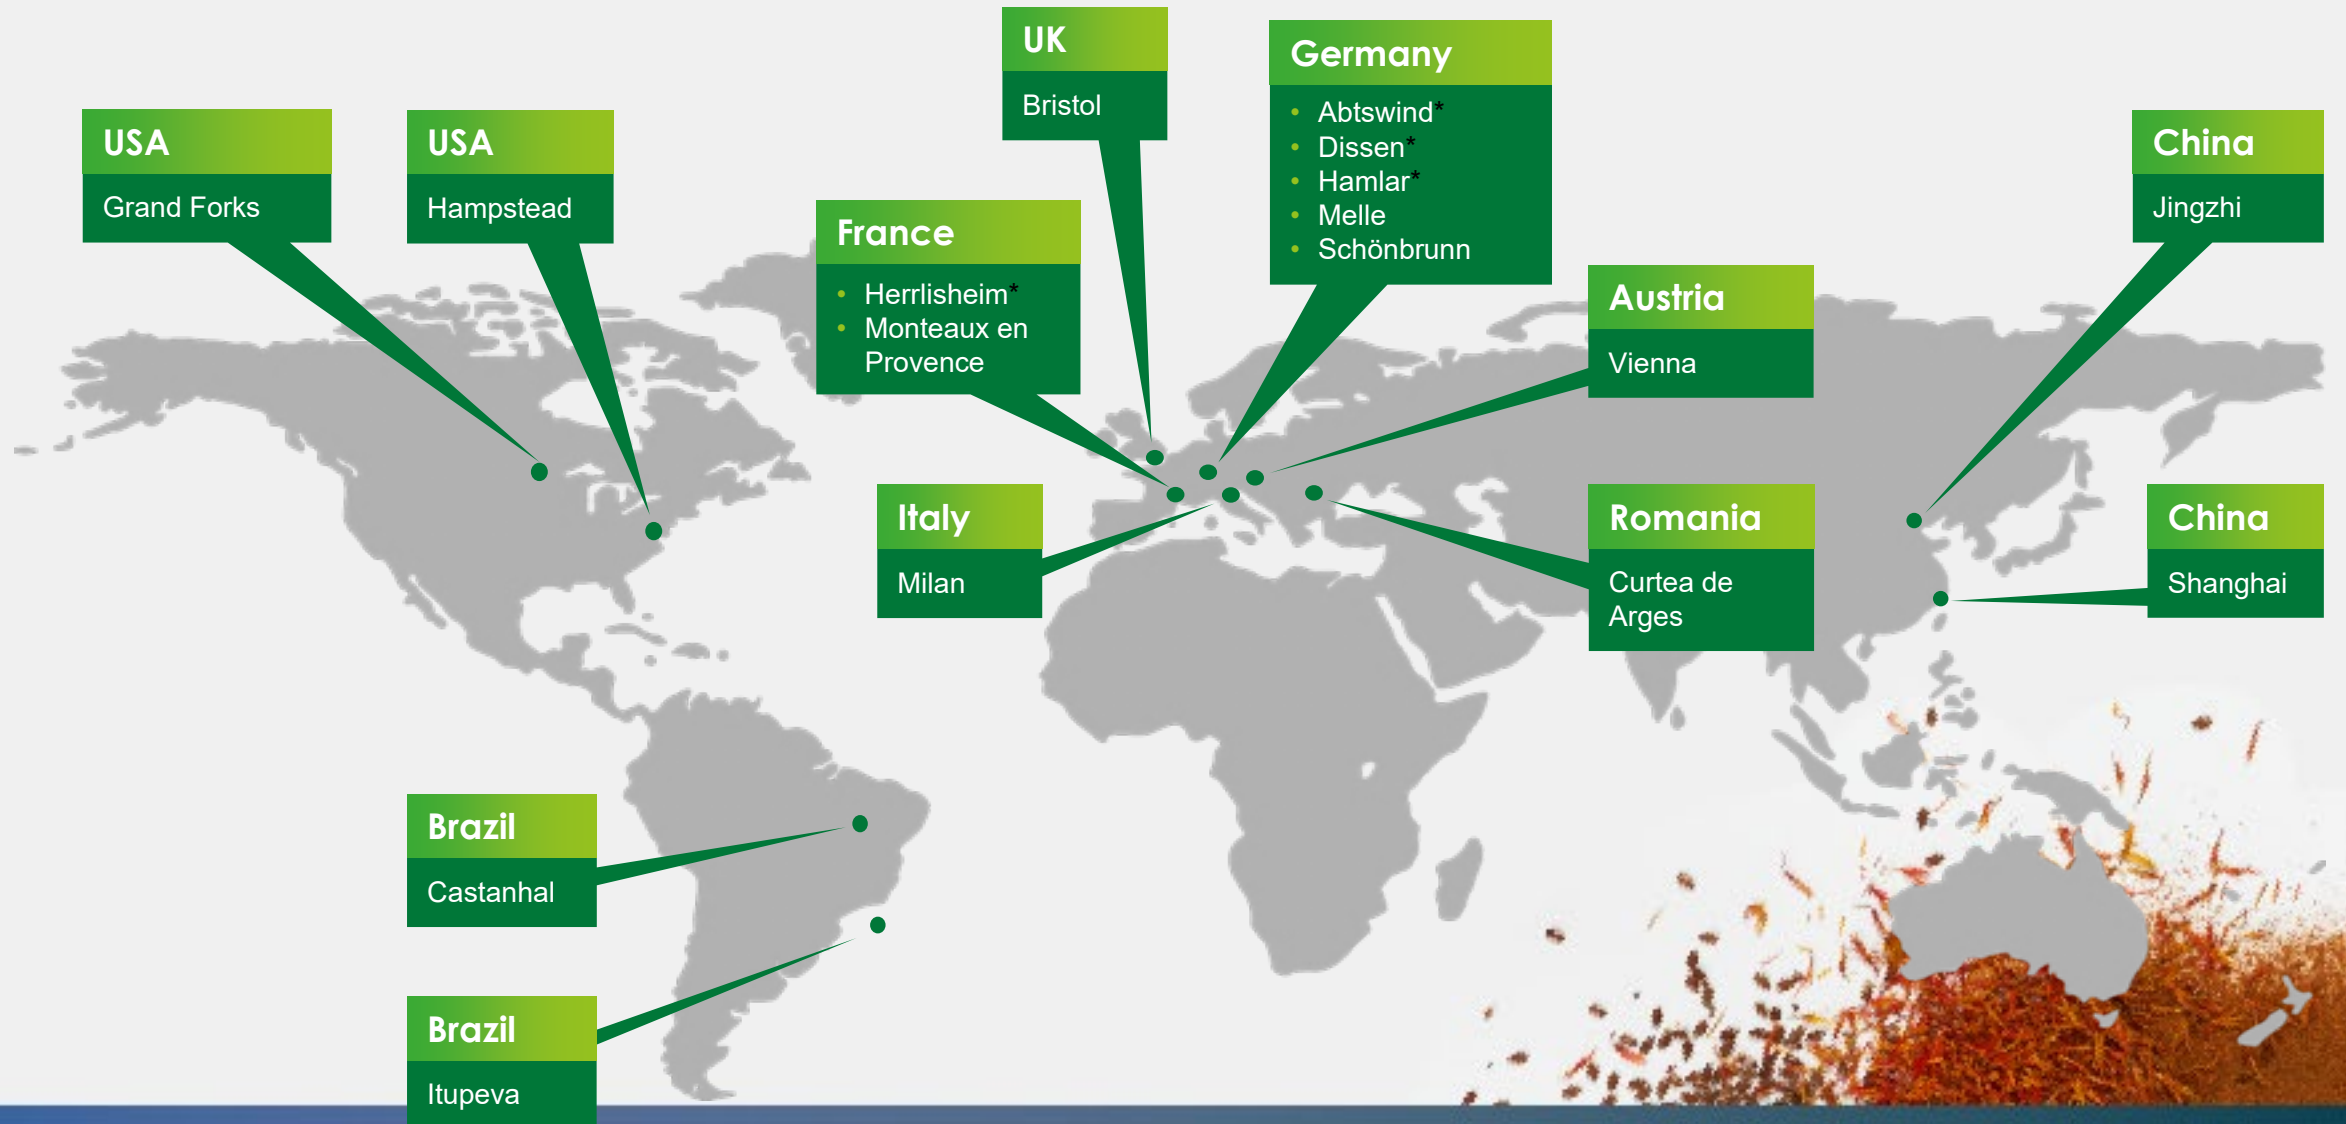 USA
Grand Forks
USA
Hampstead
UK
Bristol
Germany
• Abtswind*
• Dissen*
• Hamlar*
• Melle
• Schönbrunn
France
• Herrlisheim*
• Monteaux en
Provence
China
Jingzhi
Austria
Vienna
Italy
Milan
Romania
Curtea de
Arges
China
Shanghai
Brazil
Castanhal
Brazil
Itupeva